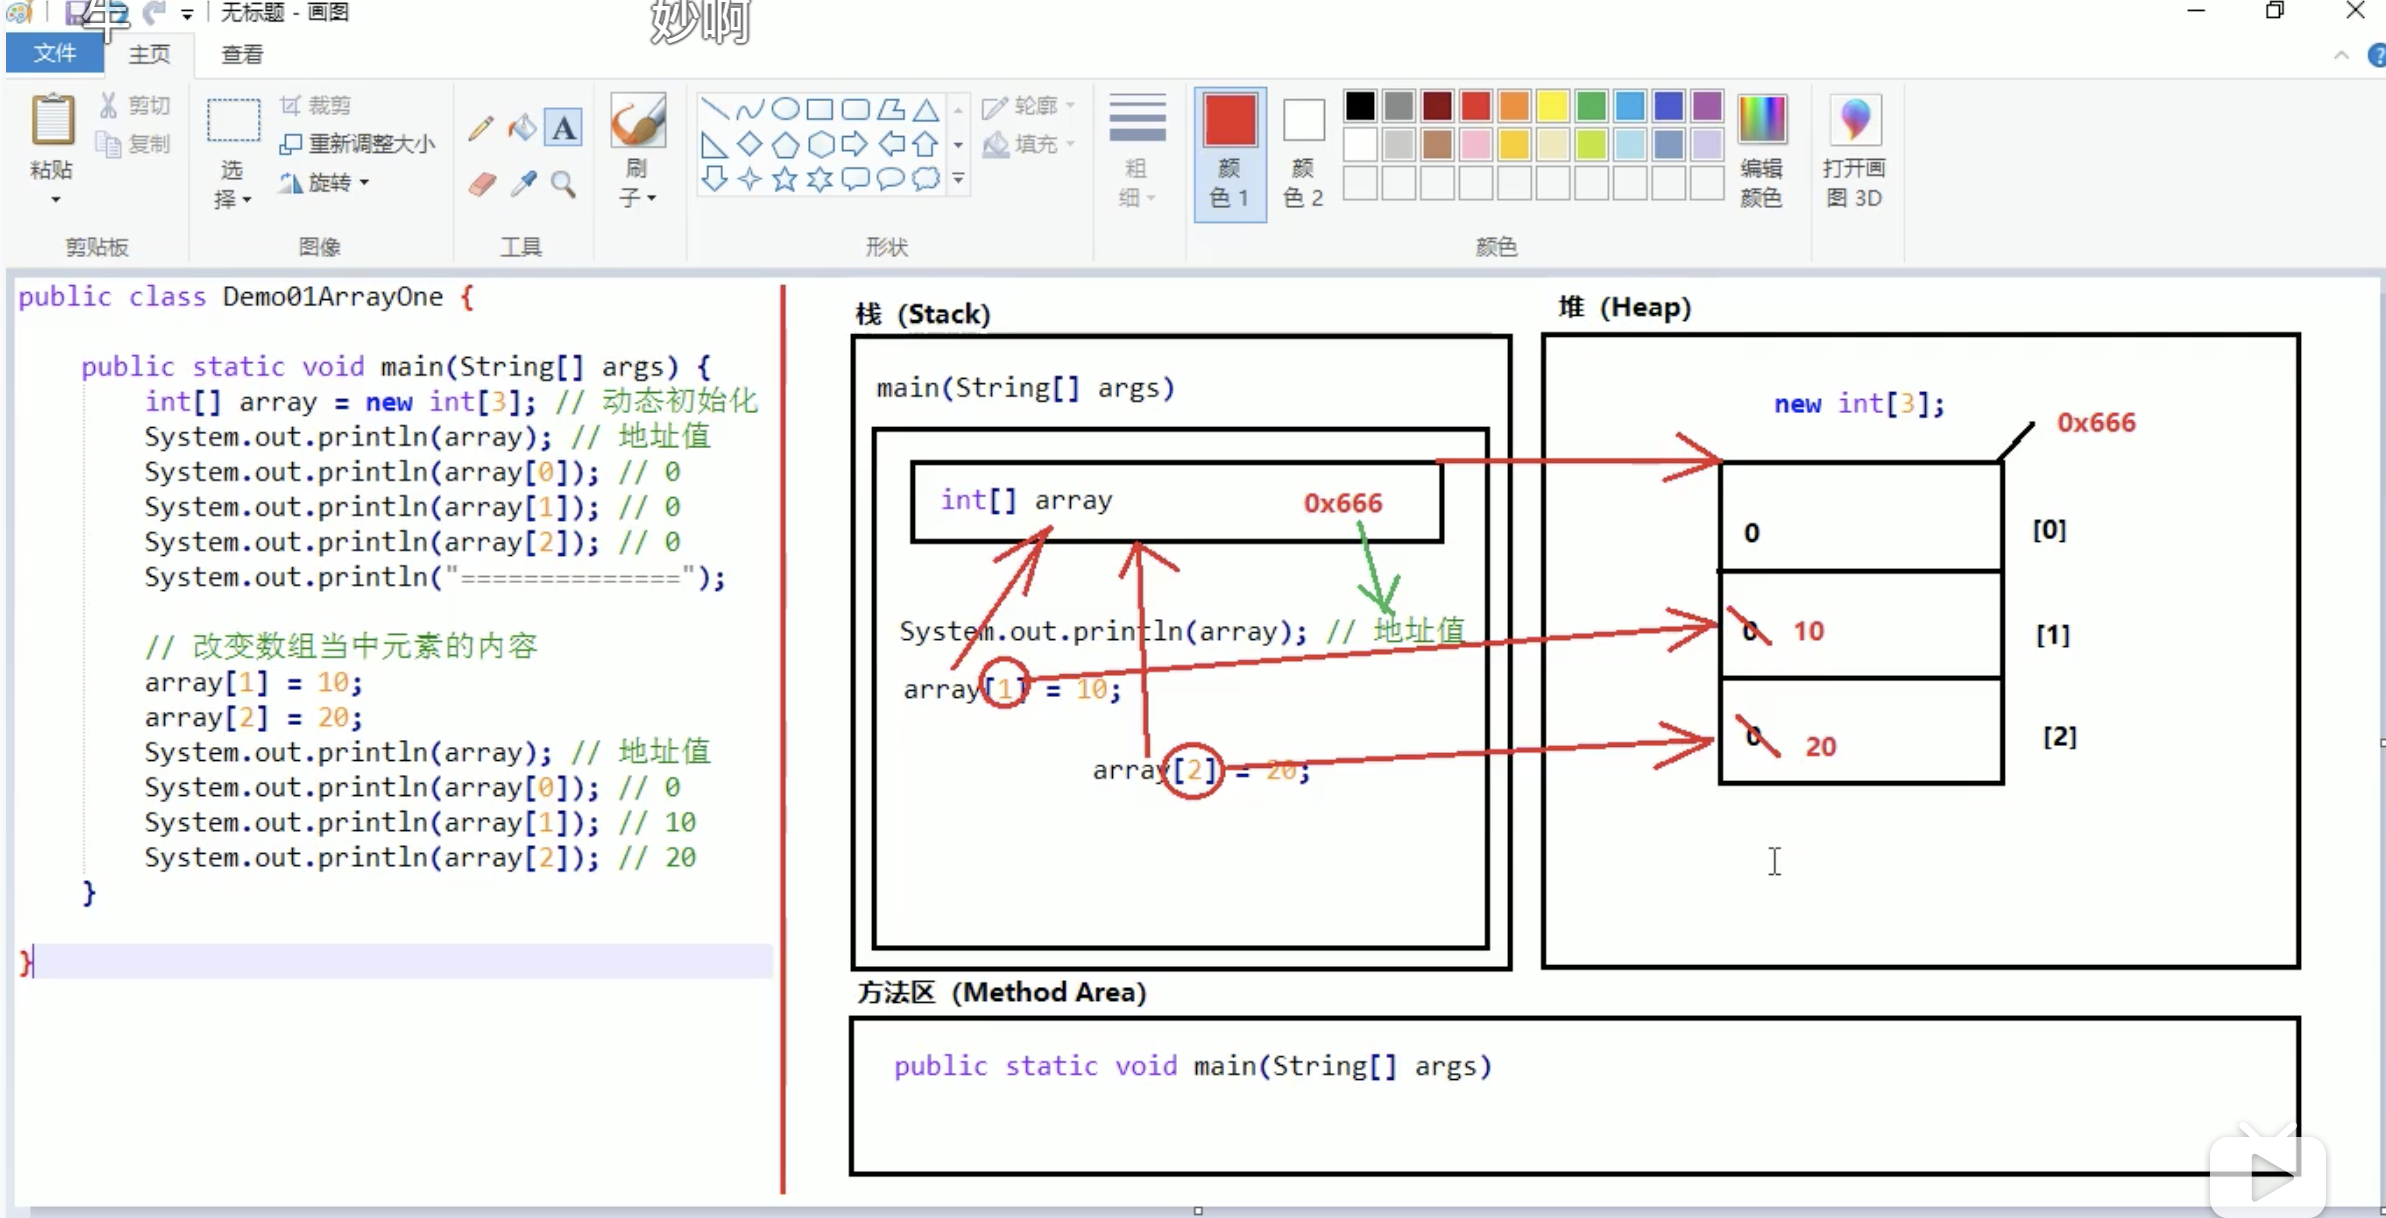 牛
无标题 - 画图
妙啊
文件 主页 查看
粘贴
剪切
复制
剪贴板
选择
裁剪
重新调整大小
旋转
图像
A
工具
刷子
轮廓
填充
形状
粗细
颜色 1
颜色 2
编辑颜色
颜色
打开画图 3D
public class Demo01ArrayOne {
public static void main(String[] args) {
int[] array = new int[3]; // 动态初始化
System.out.println(array); // 地址值
System.out.println(array[0]); // 0
System.out.println(array[1]); // 0
System.out.println(array[2]); // 0
System.out.println("==============");
// 改变数组当中元素的内容
array[1] = 10;
array[2] = 20;
System.out.println(array); // 地址值
System.out.println(array[0]); // 0
System.out.println(array[1]); // 10
System.out.println(array[2]); // 20
}
}
栈（Stack）
main(String[] args)
int[] array 0x666
System.out.println(array); // 地址值
array[1] = 10;
array[2] = 20;
堆（Heap）
new int[3];
0x666
0 [0]
0 10 [1]
0 20 [2]
方法区（Method Area）
public static void main(String[] args)